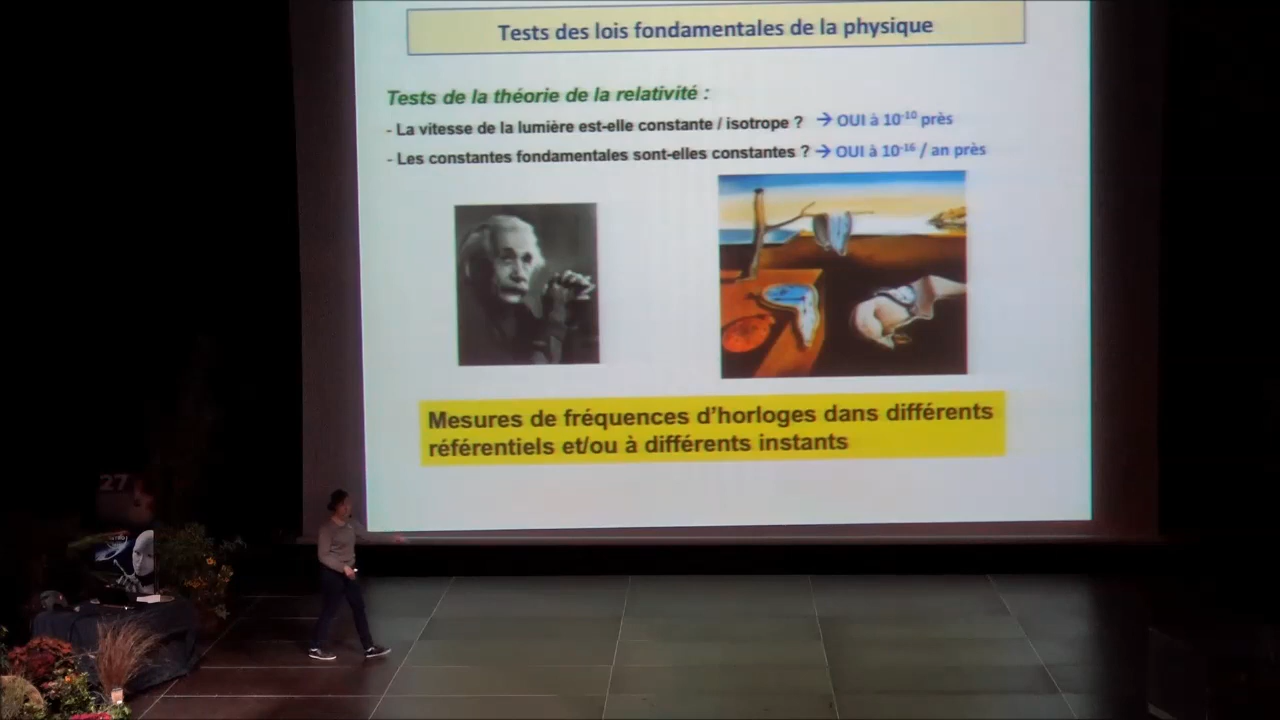 Tests des lois fondamentales de la physique
Tests de la théorie de la relativité :
- La vitesse de la lumière est-elle constante / isotrope ? → OUI à 10⁻¹⁰ près
- Les constantes fondamentales sont-elles constantes ? → OUI à 10⁻¹⁶ / an près
Mesures de fréquences d’horloges dans différents
référentiels et/ou à différents instants
27